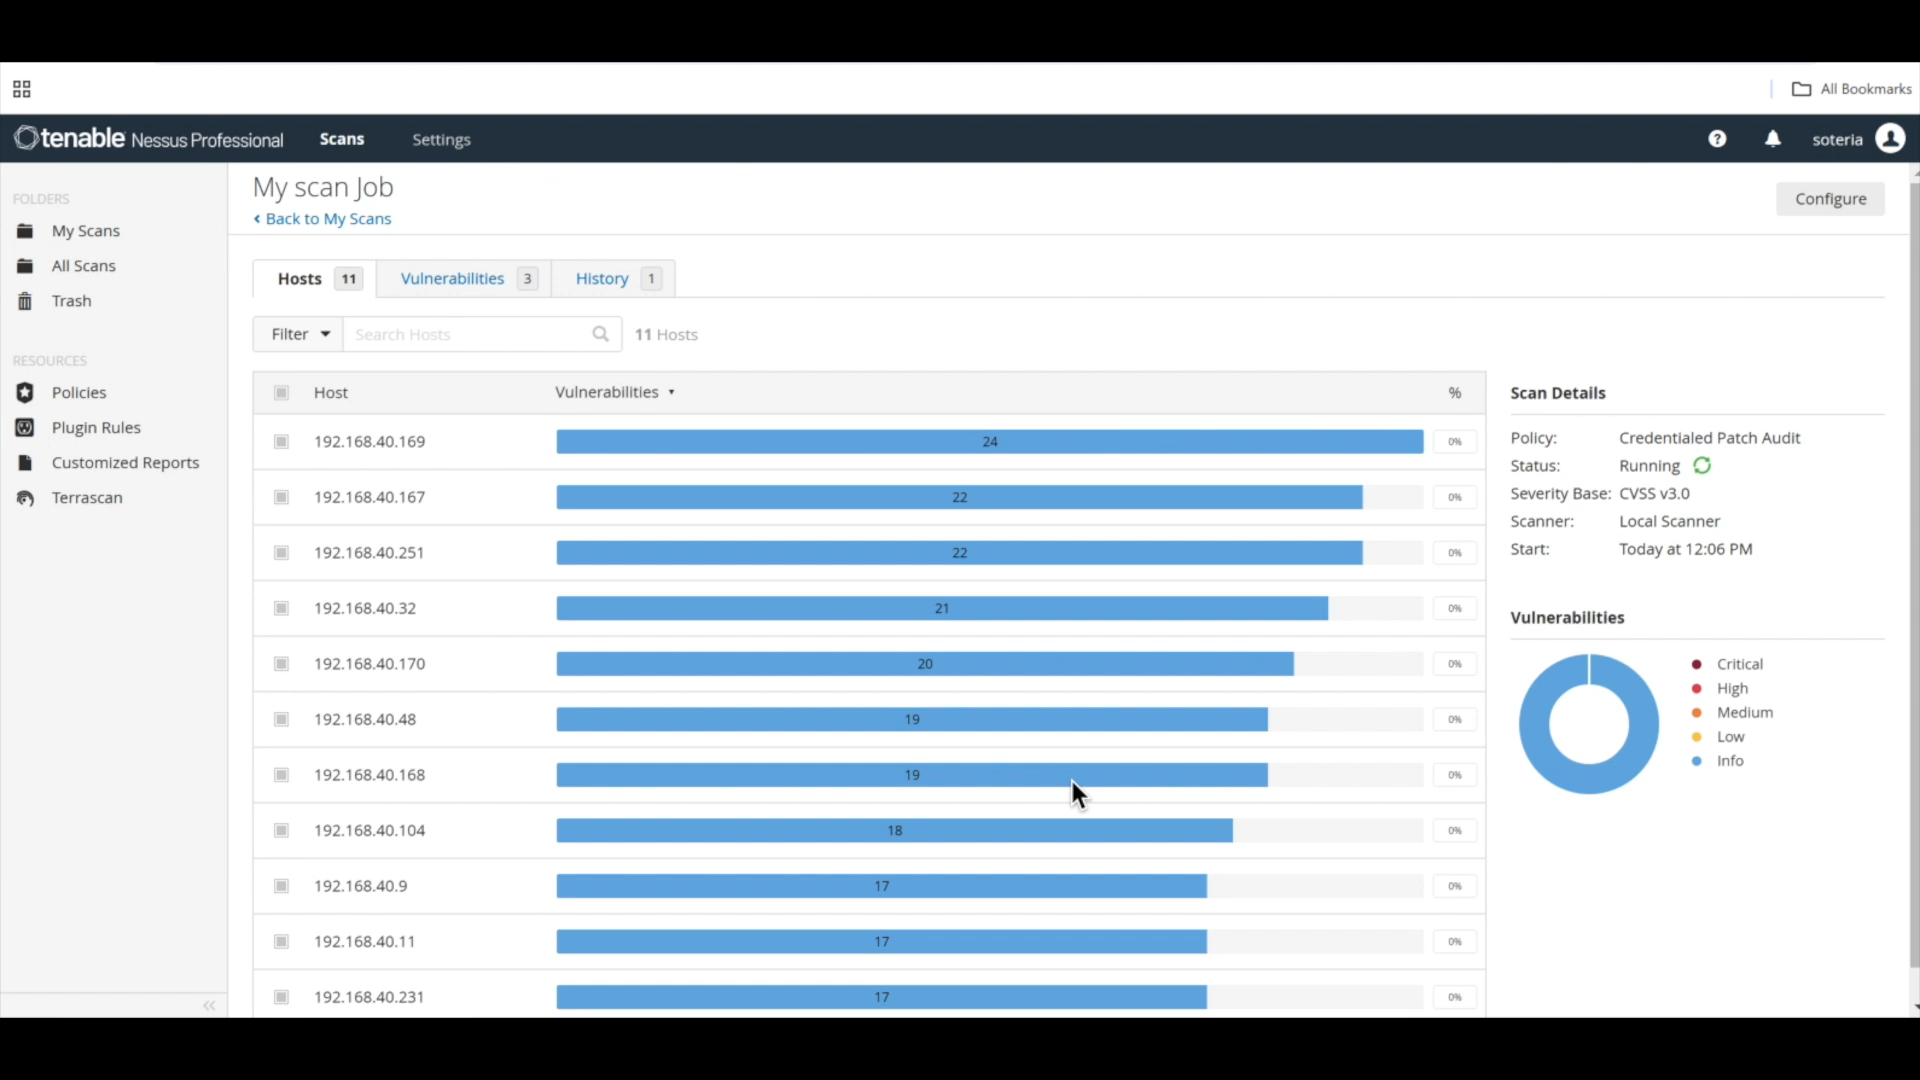 All Bookmarks
tenable Nessus Professional Scans Settings soteria
FOLDERS
My Scans
All Scans
Trash
RESOURCES
Policies
Plugin Rules
Customized Reports
Terrascan
My scan Job
Back to My Scans
Configure
Hosts 11 Vulnerabilities 3 History 1
Filter Search Hosts 11 Hosts
Host Vulnerabilities %
192.168.40.169 24 0%
192.168.40.167 22 0%
192.168.40.251 22 0%
192.168.40.32 21 0%
192.168.40.170 20 0%
192.168.40.48 19 0%
192.168.40.168 19 0%
192.168.40.104 18 0%
192.168.40.9 17 0%
192.168.40.11 17 0%
192.168.40.231 17 0%
Scan Details
Policy: Credentialed Patch Audit
Status: Running
Severity Base: CVSS v3.0
Scanner: Local Scanner
Start: Today at 12:06 PM
Vulnerabilities
Critical
High
Medium
Low
Info